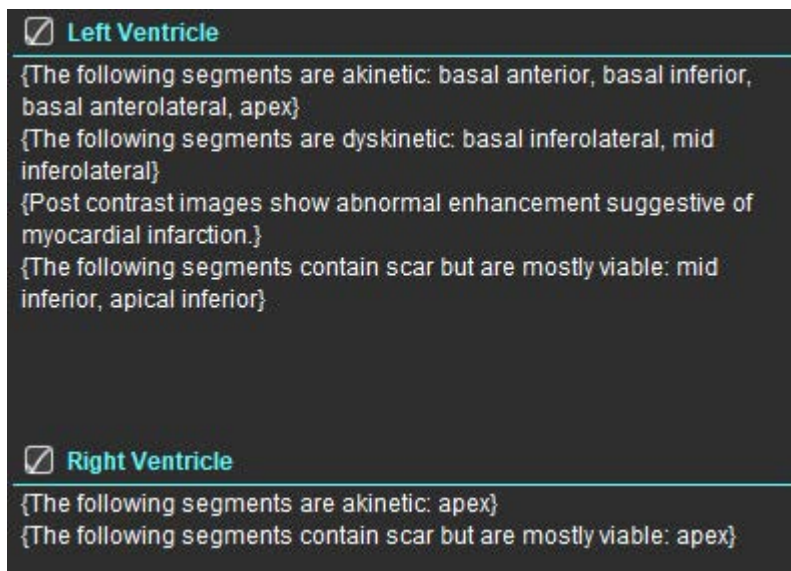 Left Ventricle
{The following segments are akinetic: basal anterior, basal inferior,
basal anterolateral, apex}
{The following segments are dyskinetic: basal inferolateral, mid
inferolateral}
{Post contrast images show abnormal enhancement suggestive of
myocardial infarction.}
{The following segments contain scar but are mostly viable: mid
inferior, apical inferior}
Right Ventricle
{The following segments are akinetic: apex}
{The following segments contain scar but are mostly viable: apex}